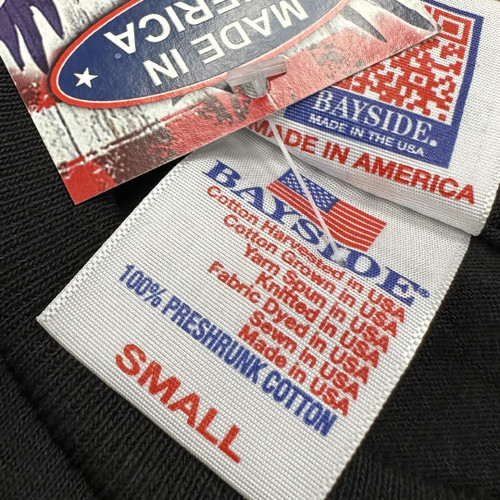 MADE IN
AMERICA
BAYSIDE.
MADE IN THE USA
MADE IN AMERICA
BAYSIDE®
Cotton Harvested in USA
Cotton Grown in USA
Yarn Spun in USA
Knitted in USA
Fabric Dyed in USA
Sewn in USA
Made in USA
100% PRESHRUNK COTTON
SMALL